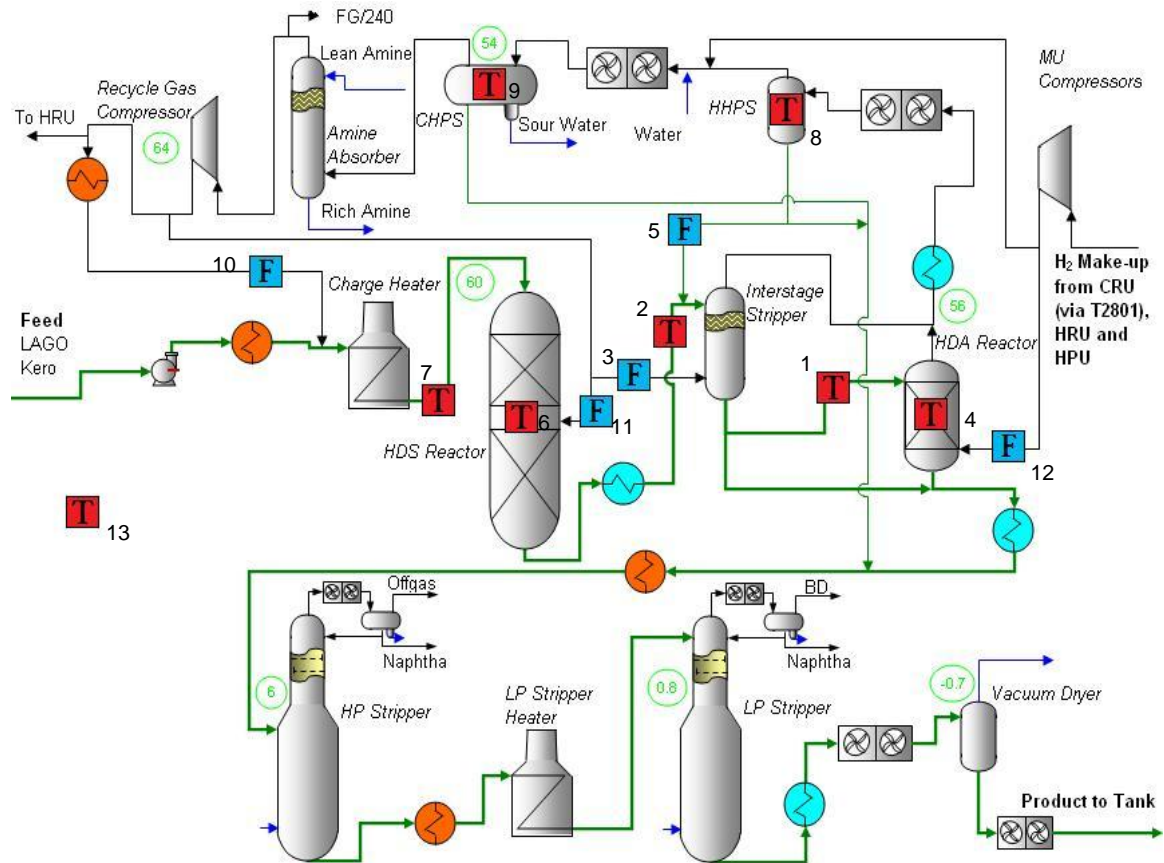 FG/240
54
Lean Amine
MU
Compressors
Recycle Gas
Compressor
T
9
T
To HRU
CHPS
Sour Water
Water
HHPS
8
64
Amine
Absorber
Rich Amine
5
F
10
F
Charge Heater
60
Interstage
Stripper
56
H2 Make-up
from CRU
(via T2801),
HRU and
HPU
Feed
LAGO
Kero
2
T
HDA Reactor
3
F
1
T
7
T
T
4
T
6
F
11
F
12
HDS Reactor
T
13
Offgas
BD
Naphtha
Naphtha
6
HP Stripper
LP Stripper
Heater
0.8
LP Stripper
-0.7
Vacuum Dryer
Product to Tank